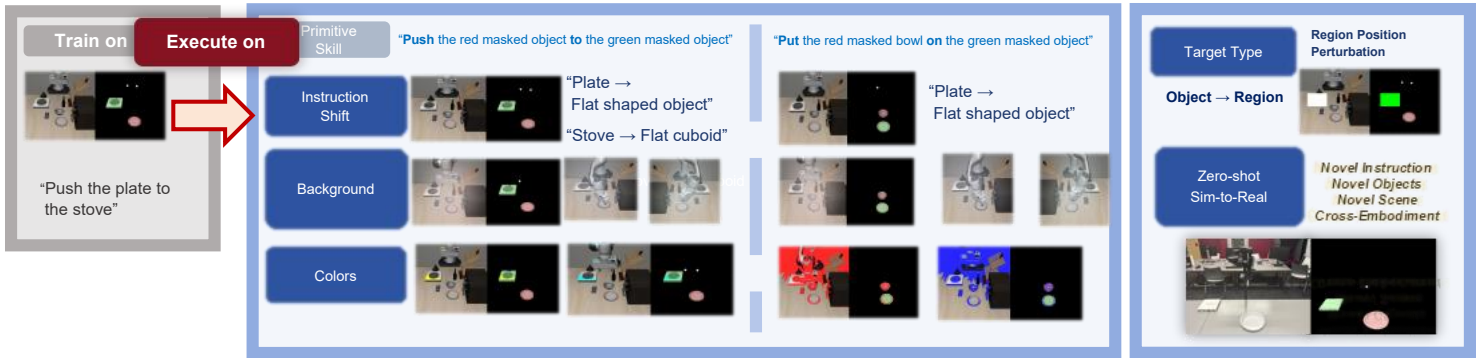 Train on
Execute on
Primitive
Skill
“Push the plate to
the stove”
“Push the red masked object to the green masked object”
“Put the red masked bowl on the green masked object”
Instruction
Shift
“Plate →
Flat shaped object”
“Stove → Flat cuboid”
“Plate →
Flat shaped object”
Background
Colors
Target Type
Region Position
Perturbation
Object → Region
Zero-shot
Sim-to-Real
Novel Instruction
Novel Objects
Novel Scene
Cross-Embodiment